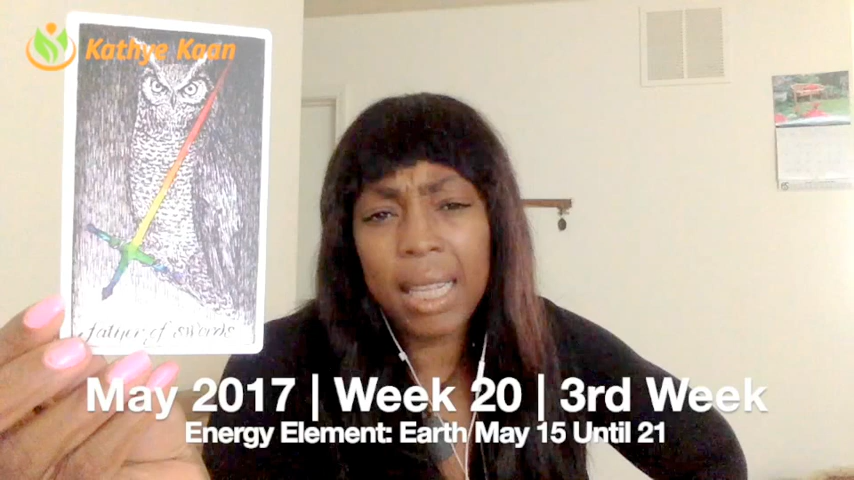 Kathye Kaan
father of swords
May 2017 | Week 20 | 3rd Week
Energy Element: Earth May 15 Until 21